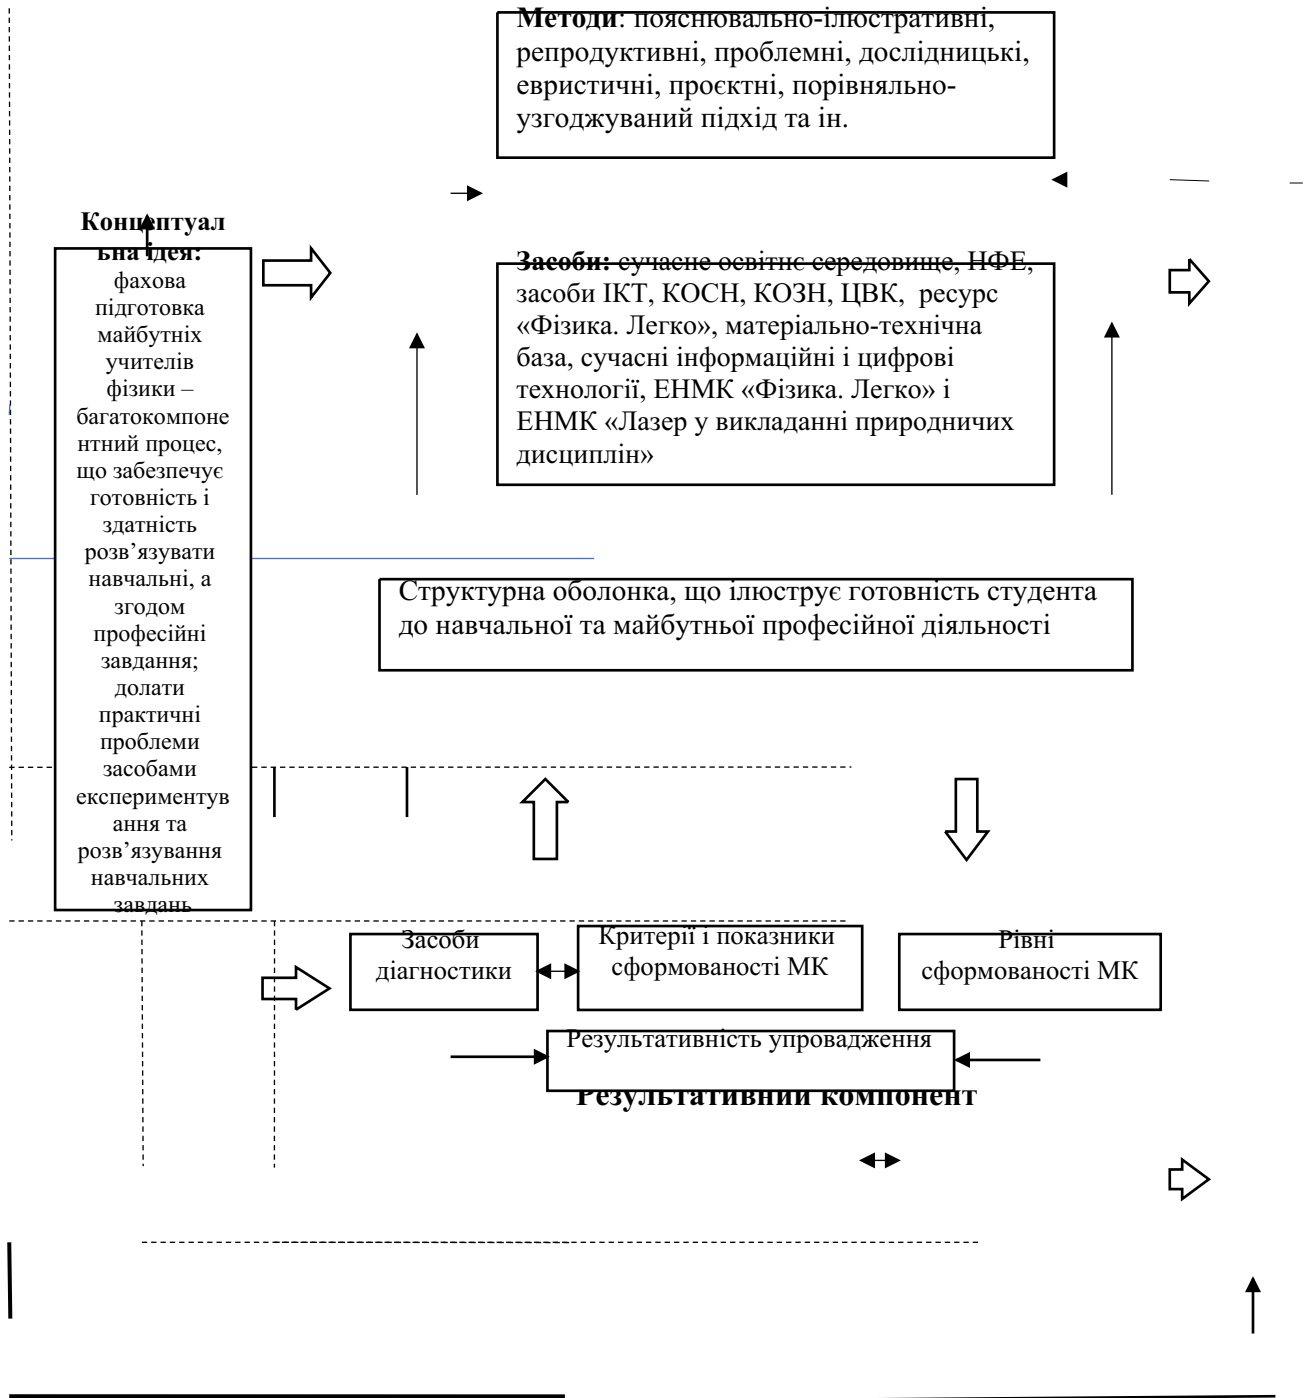 Методи: пояснювально-ілюстративні,
репродуктивні, проблемні, дослідницькі,
евристичні, проєктні, порівняльно-
узгоджуваний підхід та ін.
Концептуал
ьна ідея:
фахова
підготовка
майбутніх
учителів
фізики –
багатокомпоне
нтний процес,
що забезпечує
готовність і
здатність
розв’язувати
навчальні, а
згодом
професійні
завдання;
долати
практичні
проблеми
засобами
експериментув
ання та
розв’язування
навчальних
завдань
Засоби: сучасне освітнє середовище, НФЕ,
засоби ІКТ, КОСН, КОЗН, ЦВК, ресурс
«Фізика. Легко», матеріально-технічна
база, сучасні інформаційні і цифрові
технології, ЕНМК «Фізика. Легко» і
ЕНМК «Лазер у викладанні природничих
дисциплін»
Структурна оболонка, що ілюструє готовність студента
до навчальної та майбутньої професійної діяльності
Засоби
діагностики
Критерії і показники
сформованості МК
Рівні
сформованості МК
Результативність упровадження
Результативний компонент